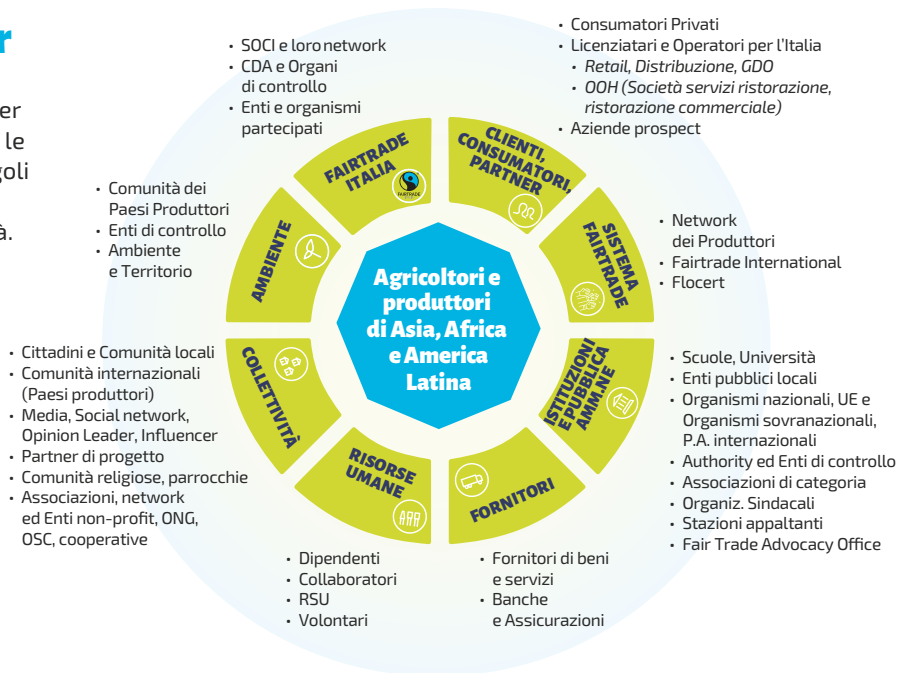 r
er
le
goli
à.
• SOCI e loro network
• CDA e Organi
di controllo
• Enti e organismi
partecipati
• Consumatori Privati
• Licenziatari e Operatori per l'Italia
• Retail, Distribuzione, GDO
• OOH (Società servizi ristorazione,
ristorazione commerciale)
• Aziende prospect
• Comunità dei
Paesi Produttori
• Enti di controllo
• Ambiente
e Territorio
FAIRTRADE
ITALIA
FAIRTRADE
CLIENTI,
CONSUMATORI,
PARTNER
AMBIENTE
SISTEMA
FAIRTRADE
• Network
dei Produttori
• Fairtrade International
• Flocert
Agricoltori e
produttori
di Asia, Africa
e America
Latina
• Cittadini e Comunità locali
• Comunità internazionali
(Paesi produttori)
• Media, Social network,
Opinion Leader, Influencer
• Partner di progetto
• Comunità religiose, parrocchie
• Associazioni, network
ed Enti non-profit, ONG,
OSC, cooperative
COLLETTIVITÀ
ISTITUZIONI
E PUBBLICA
AMM.NE
• Scuole, Università
• Enti pubblici locali
• Organismi nazionali, UE e
Organismi sovranazionali,
P.A. internazionali
• Authority ed Enti di controllo
• Associazioni di categoria
• Organiz. Sindacali
• Stazioni appaltanti
• Fair Trade Advocacy Office
RISORSE
UMANE
FORNITORI
• Dipendenti
• Collaboratori
• RSU
• Volontari
• Fornitori di beni
e servizi
• Banche
e Assicurazioni